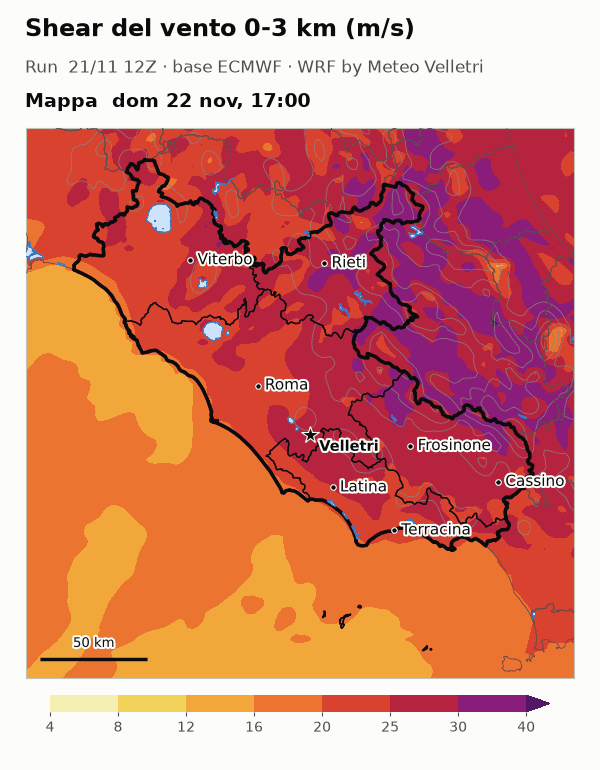 Shear del vento 0-3 km (m/s)
Run  21/11 12Z · base ECMWF · WRF by Meteo Velletri
Mappa  dom 22 nov, 17:00
Viterbo
Rieti
Roma
Velletri
Frosinone
Cassino
Latina
Terracina
50 km
4 8 12 16 20 25 30 40